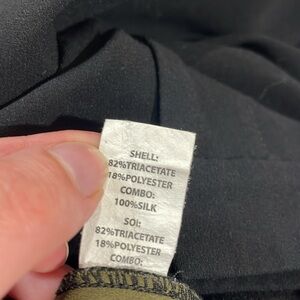 SHELL:
82%TRIACETATE
18%POLYESTER
COMBO:
100%SILK
SOI:
82%TRIACETATE
18%POLYESTER
COMBO: